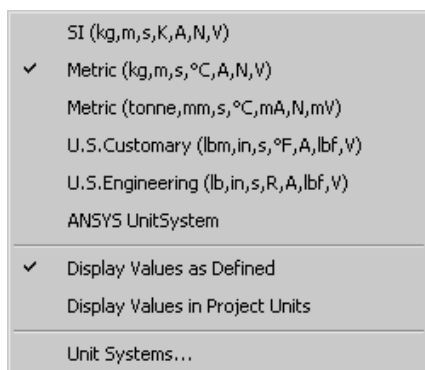 SI (kg,m,s,K,A,N,V)
Metric (kg,m,s,°C,A,N,V)
Metric (tonne,mm,s,°C,mA,N,mV)
U.S.Customary (lbm,in,s,°F,A,lbf,V)
U.S.Engineering (lb,in,s,R,A,lbf,V)
ANSYS UnitSystem
Display Values as Defined
Display Values in Project Units
Unit Systems...